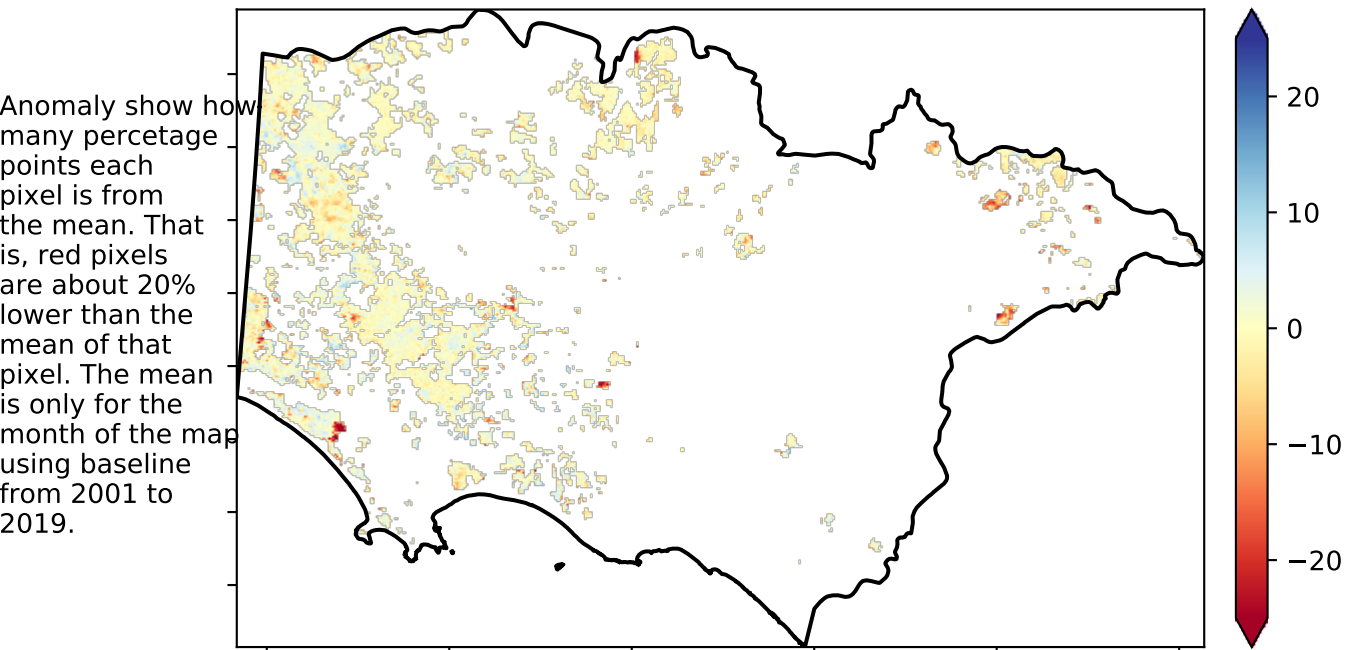 Anomaly show how
many percetage
points each
pixel is from
the mean. That
is, red pixels
are about 20%
lower than the
mean of that
pixel. The mean
is only for the
month of the map
using baseline
from 2001 to
2019.
20
10
0
−10
−20